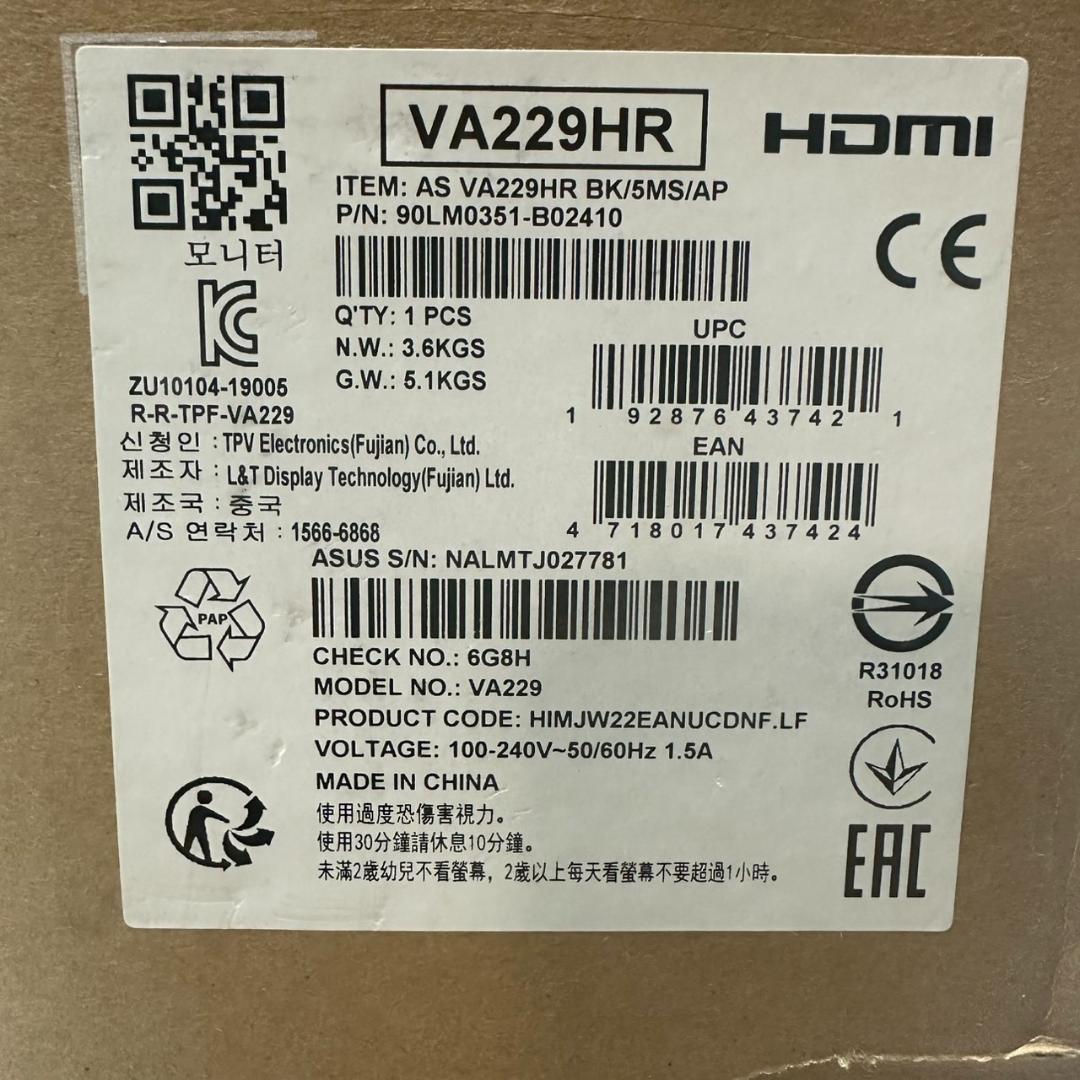 VA229HR
HDMI
ITEM: AS VA229HR BK/5MS/AP
P/N: 90LM0351-B02410
모니터
CE
KC
Q'TY: 1 PCS
N.W.: 3.6KGS
G.W.: 5.1KGS
UPC
1 92876 43742 1
EAN
4 718017 437424
ZU10104-19005
R-R-TPF-VA229
신청인 : TPV Electronics(Fujian) Co., Ltd.
제조자 : L&T Display Technology(Fujian) Ltd.
제조국 : 중국
A/S 연락처 : 1566-6868
ASUS S/N: NALMTJ027781
PAP
CHECK NO.: 6G8H
MODEL NO.: VA229
PRODUCT CODE: HIMJW22EANUCDNF.LF
VOLTAGE: 100-240V~50/60Hz 1.5A
MADE IN CHINA
R31018
RoHS
使用過度恐傷害視力。
使用30分鐘請休息10分鐘。
未滿2歲幼兒不看螢幕，2歲以上每天看螢幕不要超過1小時。
EAC